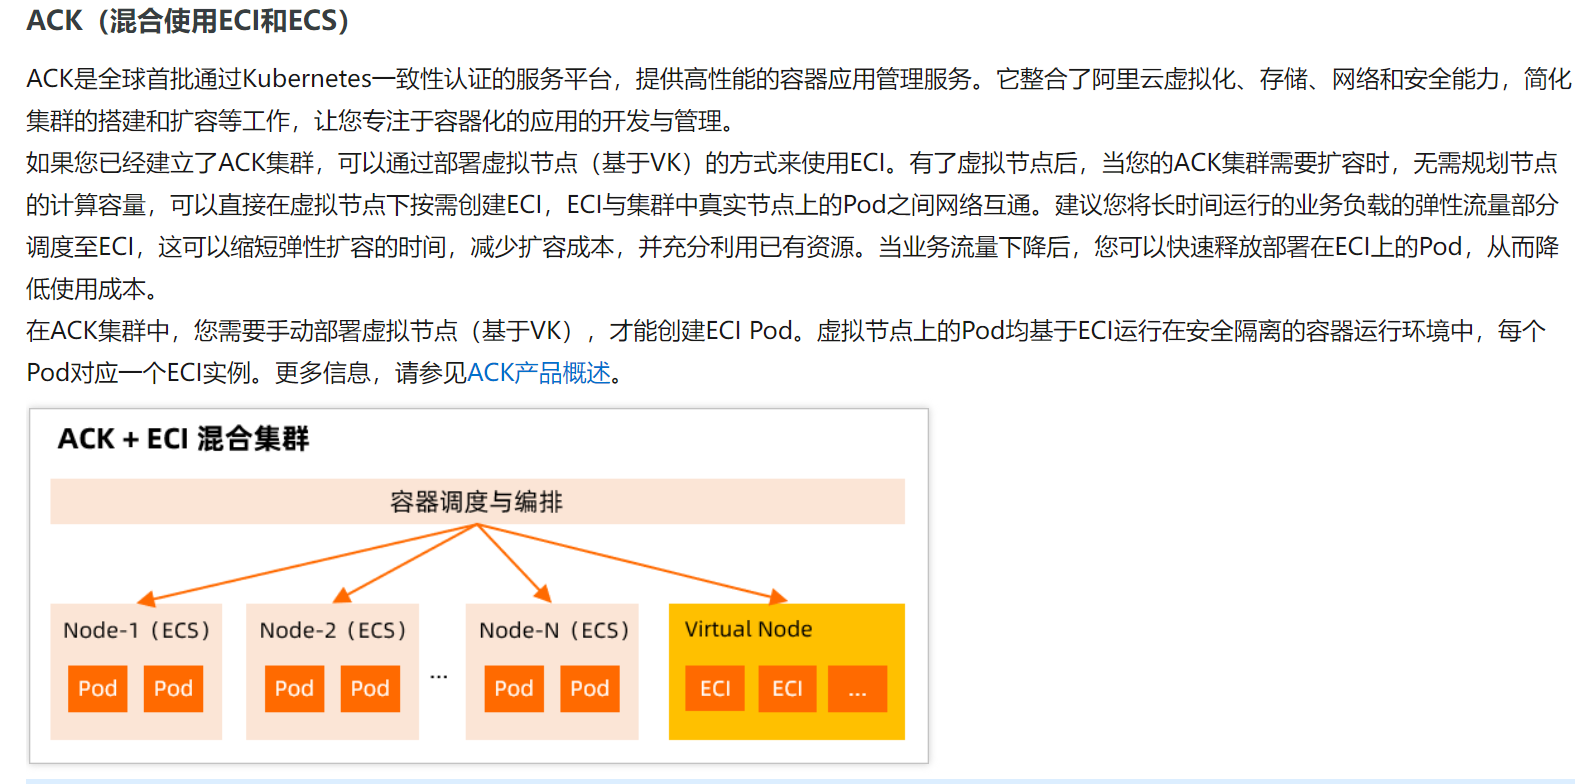 ACK（混合使用ECI和ECS）
ACK是全球首批通过Kubernetes一致性认证的服务平台，提供高性能的容器应用管理服务。它整合了阿里云虚拟化、存储、网络和安全能力，简化
集群的搭建和扩容等工作，让您专注于容器化的应用的开发与管理。
如果您已经建立了ACK集群，可以通过部署虚拟节点（基于VK）的方式来使用ECI。有了虚拟节点后，当您的ACK集群需要扩容时，无需规划节点
的计算容量，可以直接在虚拟节点下按需创建ECI，ECI与集群中真实节点上的Pod之间网络互通。建议您将长时间运行的业务负载的弹性流量部分
调度至ECI，这可以缩短弹性扩容的时间，减少扩容成本，并充分利用已有资源。当业务流量下降后，您可以快速释放部署在ECI上的Pod，从而降
低使用成本。
在ACK集群中，您需要手动部署虚拟节点（基于VK），才能创建ECI Pod。虚拟节点上的Pod均基于ECI运行在安全隔离的容器运行环境中，每个
Pod对应一个ECI实例。更多信息，请参见ACK产品概述。
ACK + ECI 混合集群
容器调度与编排
Node-1（ECS）
Pod Pod
Node-2（ECS）
Pod Pod
...
Node-N（ECS）
Pod Pod
Virtual Node
ECI ECI ...